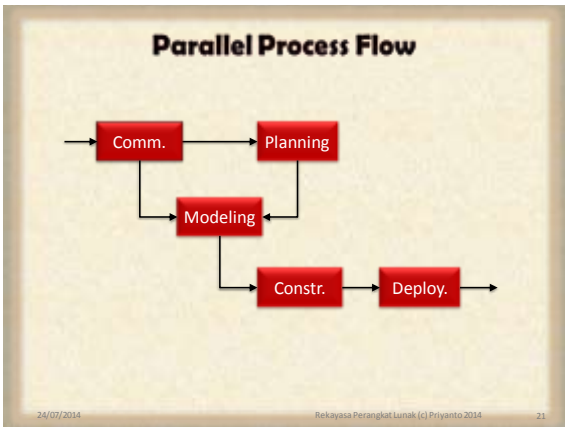 Parallel Process Flow
Comm.
Planning
Modeling
Constr.
Deploy.
24/07/2014
Rekayasa Perangkat Lunak (c) Priyanto 2014
21